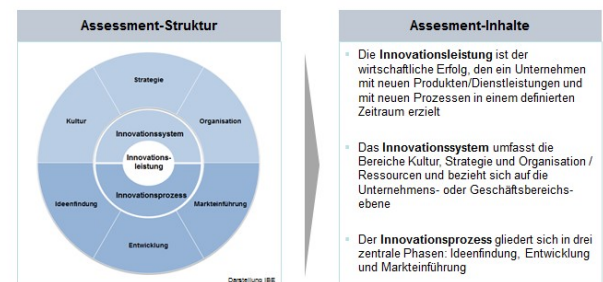 Assessment-Struktur
Strategie
Kultur
Organisation
Innovationssystem
Innovations-
leistung
Innovationsprozess
Ideenfindung
Markteinführung
Entwicklung
Darstellung IBE
Assesment-Inhalte
Die Innovationsleistung ist der
wirtschaftliche Erfolg, den ein Unternehmen
mit neuen Produkten/Dienstleistungen und
mit neuen Prozessen in einem definierten
Zeitraum erzielt
Das Innovationssystem umfasst die
Bereiche Kultur, Strategie und Organisation /
Ressourcen und bezieht sich auf die
Unternehmens- oder Geschäftsbereichs-
ebene
Der Innovationsprozess gliedert sich in drei
zentrale Phasen: Ideenfindung, Entwicklung
und Markteinführung